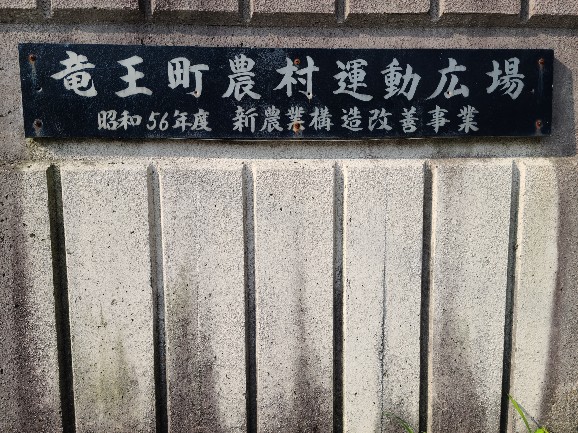 竜王町農村運動広場
昭和56年度 新農業構造改善事業